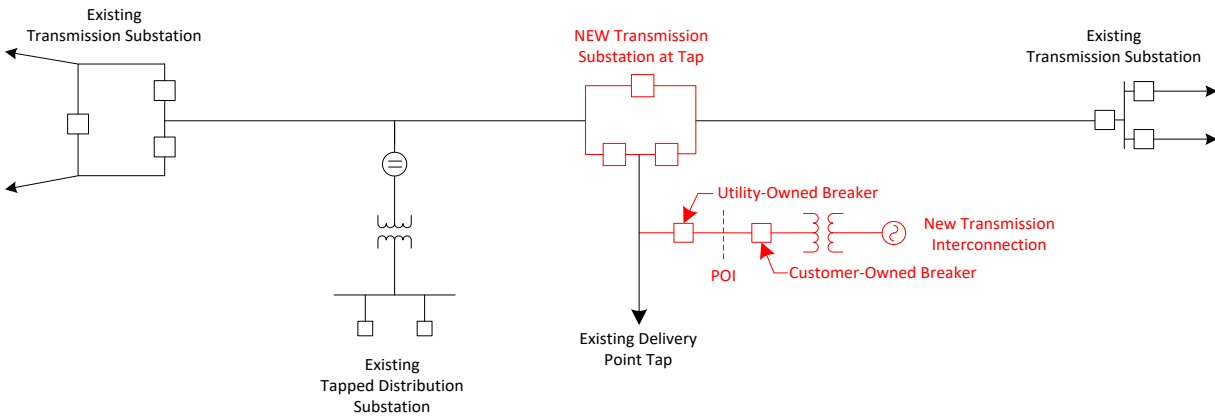 Existing
Transmission Substation
NEW Transmission
Substation at Tap
Existing
Transmission Substation
Utility-Owned Breaker
New Transmission
Interconnection
POI
Customer-Owned Breaker
Existing Delivery
Point Tap
Existing
Tapped Distribution
Substation